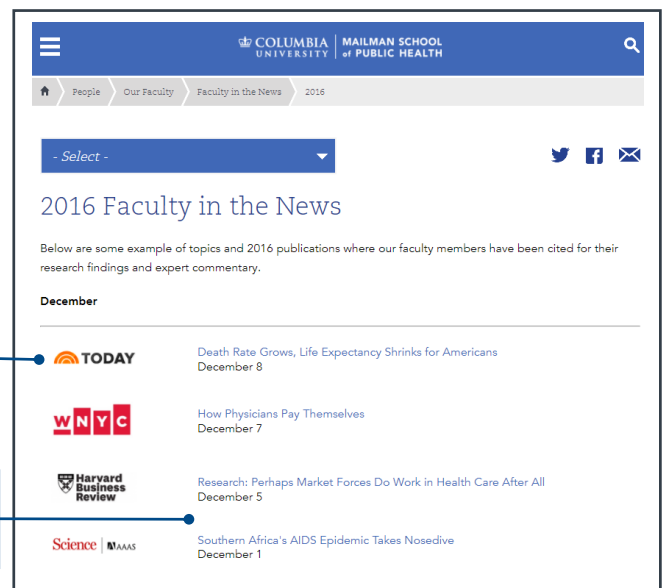 COLUMBIA UNIVERSITY
MAILMAN SCHOOL of PUBLIC HEALTH
People Our Faculty Faculty in the News 2016
- Select -
2016 Faculty in the News
Below are some example of topics and 2016 publications where our faculty members have been cited for their
research findings and expert commentary.
December
TODAY
Death Rate Grows, Life Expectancy Shrinks for Americans
December 8
WNYC
How Physicians Pay Themselves
December 7
Harvard
Business
Review
Research: Perhaps Market Forces Do Work in Health Care After All
December 5
Science AAAS
Southern Africa's AIDS Epidemic Takes Nosedive
December 1